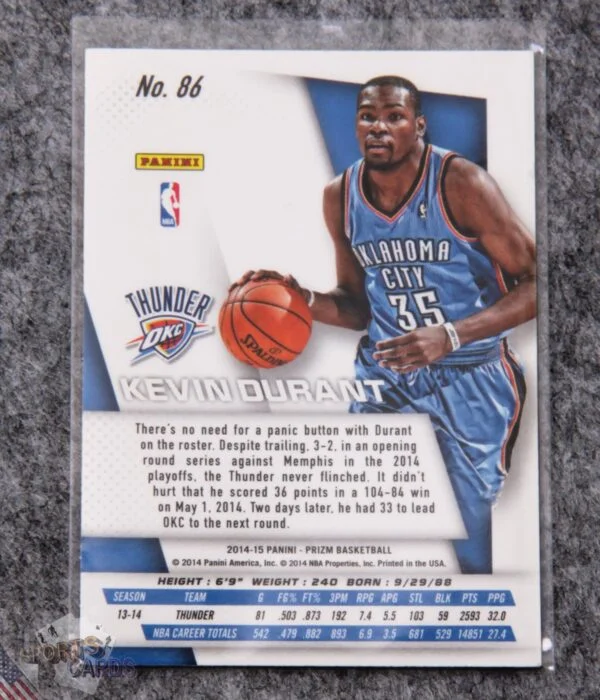 No. 86
PANINI
NBA
THUNDER
OKC
OKLAHOMA
CITY
35
SPALDING
KEVIN DURANT
There's no need for a panic button with Durant
on the roster. Despite trailing, 3-2, in an opening
round series against Memphis in the 2014
playoffs, the Thunder never flinched. It didn't
hurt that he scored 36 points in a 104-84 win
on May 1, 2014. Two days later, he had 33 to lead
OKC to the next round.
2014-15 PANINI - PRIZM BASKETBALL
© 2014 Panini America, Inc. © 2014 NBA Properties, Inc. Printed in the USA.
HEIGHT : 6'9" WEIGHT : 240 BORN : 9/29/88
SEASON TEAM G FG% FT% 3PM RPG APG STL BLK PTS PPG
13-14 THUNDER 81 .503 .873 192 7.4 5.5 103 59 2593 32.0
NBA CAREER TOTALS 542 .479 .882 893 6.9 3.5 681 529 14851 27.4
CARDS